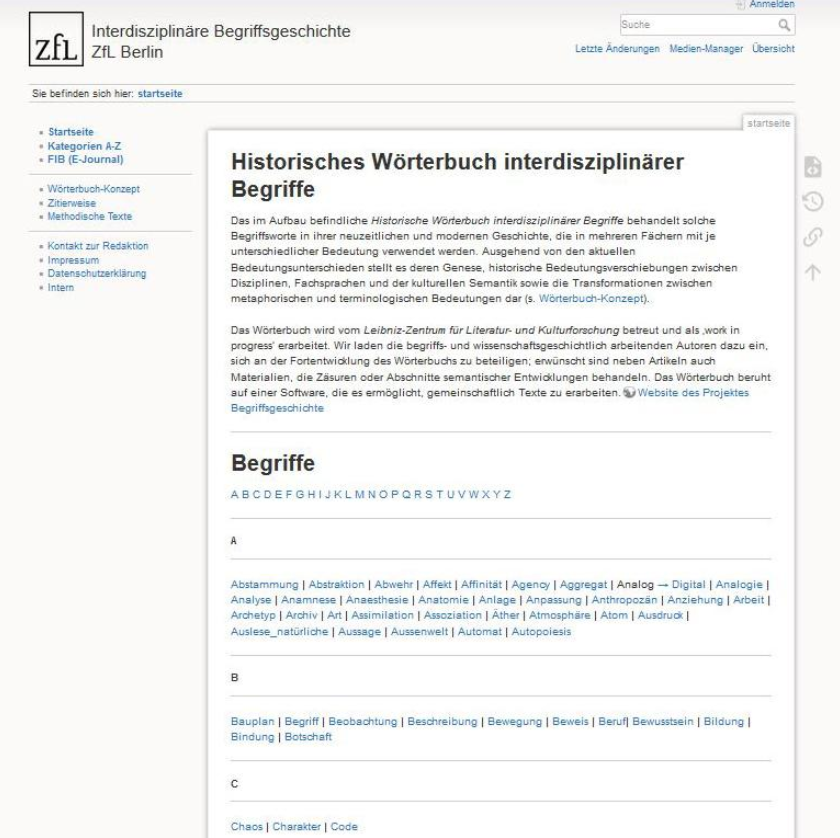 Anmelden
zfL
Interdisziplinäre Begriffsgeschichte
ZfL Berlin
Suche
Letzte Änderungen Medien-Manager Übersicht
Sie befinden sich hier: startseite
startseite
Startseite
Kategorien A-Z
FIB (E-Journal)
Wörterbuch-Konzept
Zitierweise
Methodische Texte
Kontakt zur Redaktion
Impressum
Datenschutzerklärung
Intern
Historisches Wörterbuch interdisziplinärer
Begriffe
Das im Aufbau befindliche Historische Wörterbuch interdisziplinärer Begriffe behandelt solche
Begriffsworte in ihrer neuzeitlichen und modernen Geschichte, die in mehreren Fächern mit je
unterschiedlicher Bedeutung verwendet werden. Ausgehend von den aktuellen
Bedeutungsunterschieden stellt es deren Genese, historische Bedeutungsverschiebungen zwischen
Disziplinen, Fachsprachen und der kulturellen Semantik sowie die Transformationen zwischen
metaphorischen und terminologischen Bedeutungen dar (s. Wörterbuch-Konzept).
Das Wörterbuch wird vom Leibniz-Zentrum für Literatur- und Kulturforschung betreut und als ‚work in
progress' erarbeitet. Wir laden die begriffs- und wissenschaftsgeschichtlich arbeitenden Autoren dazu ein,
sich an der Fortentwicklung des Wörterbuchs zu beteiligen; erwünscht sind neben Artikeln auch
Materialien, die Zäsuren oder Abschnitte semantischer Entwicklungen behandeln. Das Wörterbuch beruht
auf einer Software, die es ermöglicht, gemeinschaftlich Texte zu erarbeiten. Website des Projektes
Begriffsgeschichte
Begriffe
A B C D E F G H I J K L M N O P Q R S T U V W X Y Z
A
Abstammung | Abstraktion | Abwehr | Affekt | Affinität | Agency | Aggregat | Analog → Digital | Analogie |
Analyse | Anamnese | Anaesthesie | Anatomie | Anlage | Anpassung | Anthropozän | Anziehung | Arbeit |
Archetyp | Archiv | Art | Assimilation | Assoziation | Äther | Atmosphäre | Atom | Ausdruck |
Auslese_natürliche | Aussage | Aussenwelt | Automat | Autopoiesis
B
Bauplan | Begriff | Beobachtung | Beschreibung | Bewegung | Beweis | Beruf| Bewusstsein | Bildung |
Bindung | Botschaft
C
Chaos | Charakter | Code